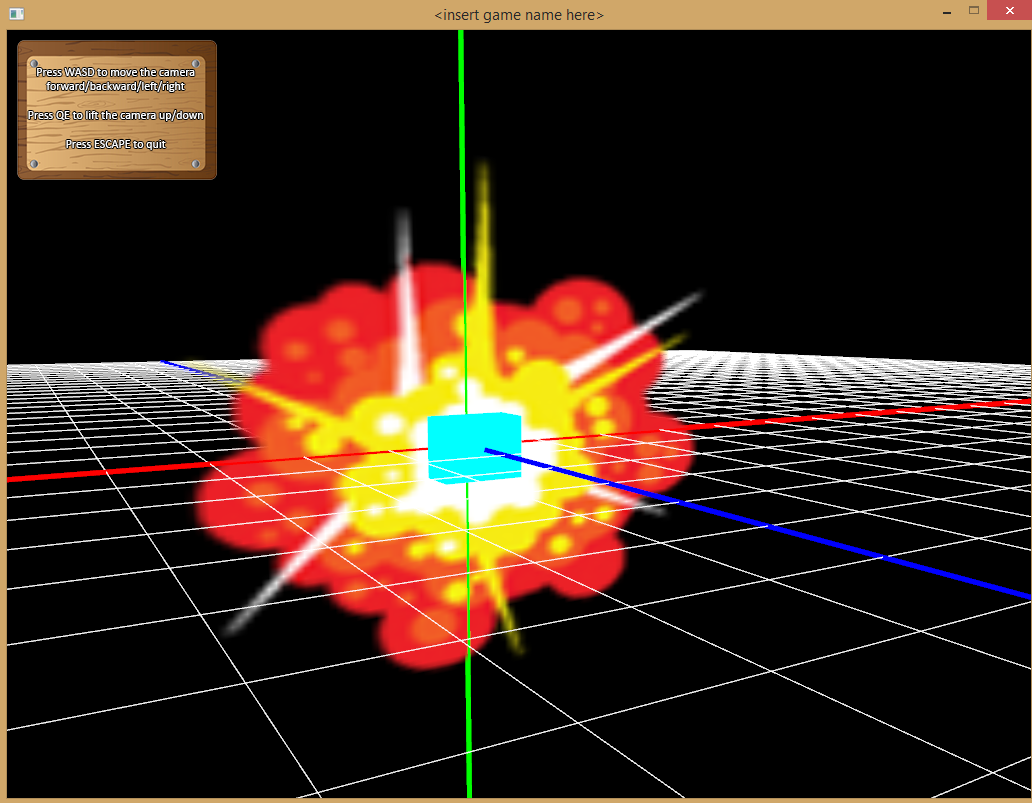 <insert game name here>
Press WASD to move the camera
forward/backward/left/right
Press QE to lift the camera up/down
Press ESCAPE to quit